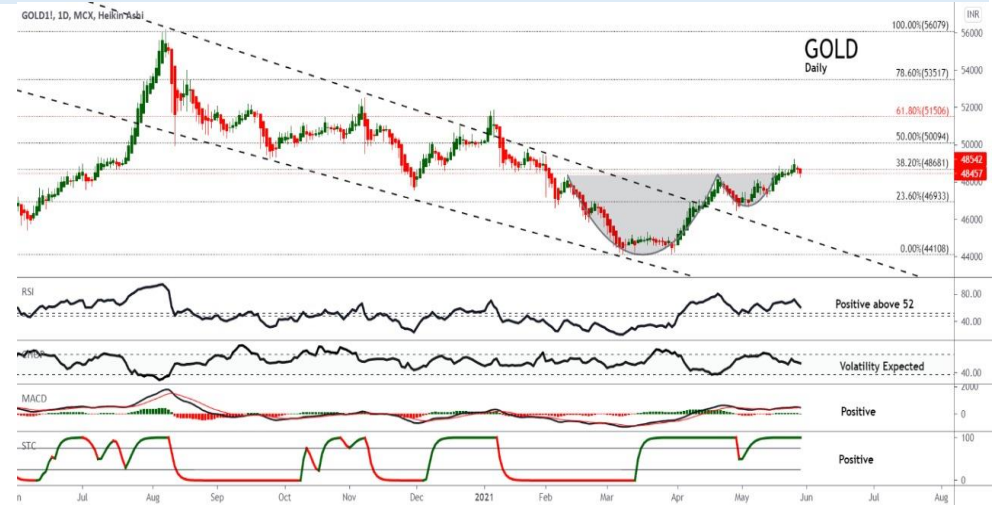 GOLD1!, 1D, MCX, Heikin Ashi
INR
GOLD
Daily
100.00%(56079)
56000
54000
78.60%(53517)
52000
61.80%(51506)
50.00%(50094)
50000
48542
38.20%(48681)
48457
48000
23.60%(46933)
46000
0.00%(44108)
44000
RSI
80.00
Positive above 52
40.00
Volatility Expected
40.00
MACD
2000
Positive
0
STC
100
Positive
0
Jul Aug Sep Oct Nov Dec 2021 Feb Mar Apr May Jun Jul Aug